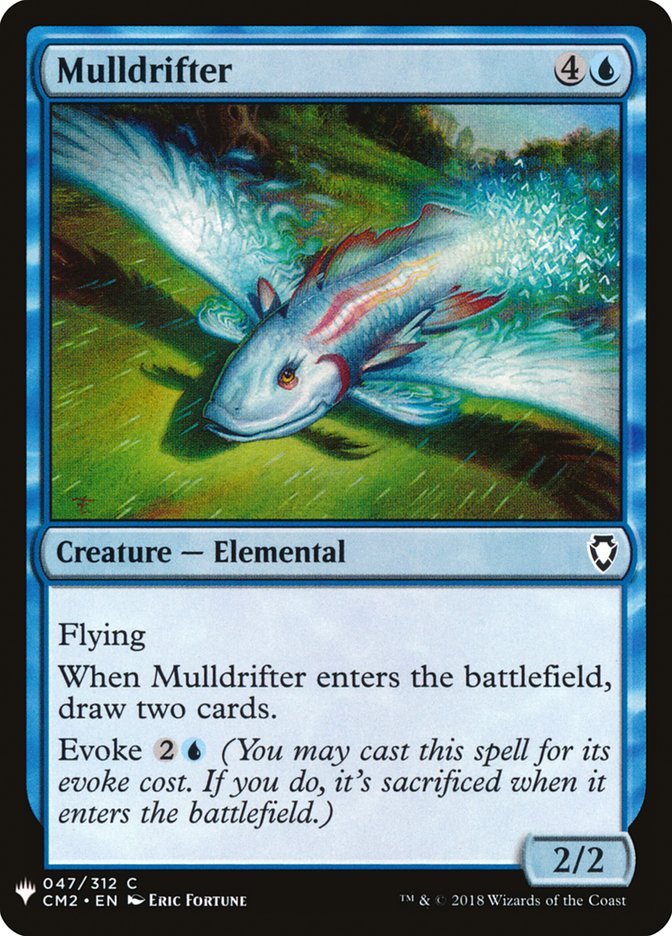 Mulldrifter 4
Creature — Elemental
Flying
When Mulldrifter enters the battlefield,
draw two cards.
Evoke 2 (You may cast this spell for its
evoke cost. If you do, it's sacrificed when it
enters the battlefield.)
2/2
047/312 C
CM2 • EN Eric Fortune
™ & © 2018 Wizards of the Coast